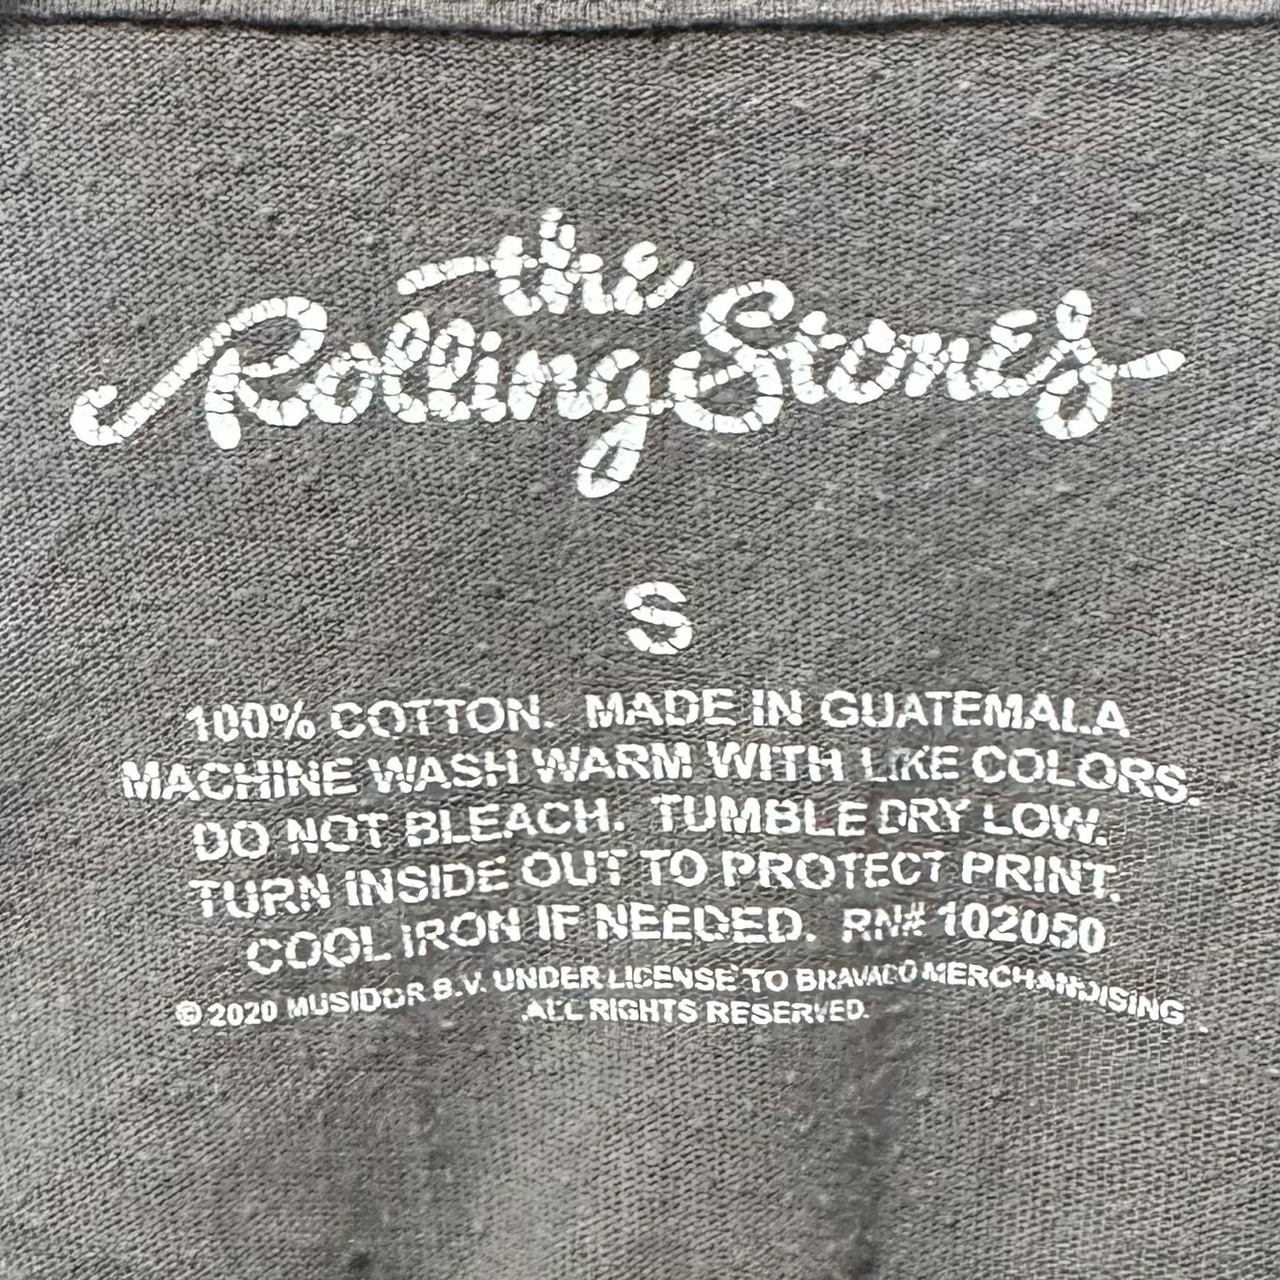 the
Rolling Stones
S
100% COTTON. MADE IN GUATEMALA
MACHINE WASH WARM WITH LIKE COLORS.
DO NOT BLEACH. TUMBLE DRY LOW.
TURN INSIDE OUT TO PROTECT PRINT.
COOL IRON IF NEEDED. RN# 102050
© 2020 MUSIDOR B.V. UNDER LICENSE TO BRAVADO MERCHANDISING .
ALL RIGHTS RESERVED.